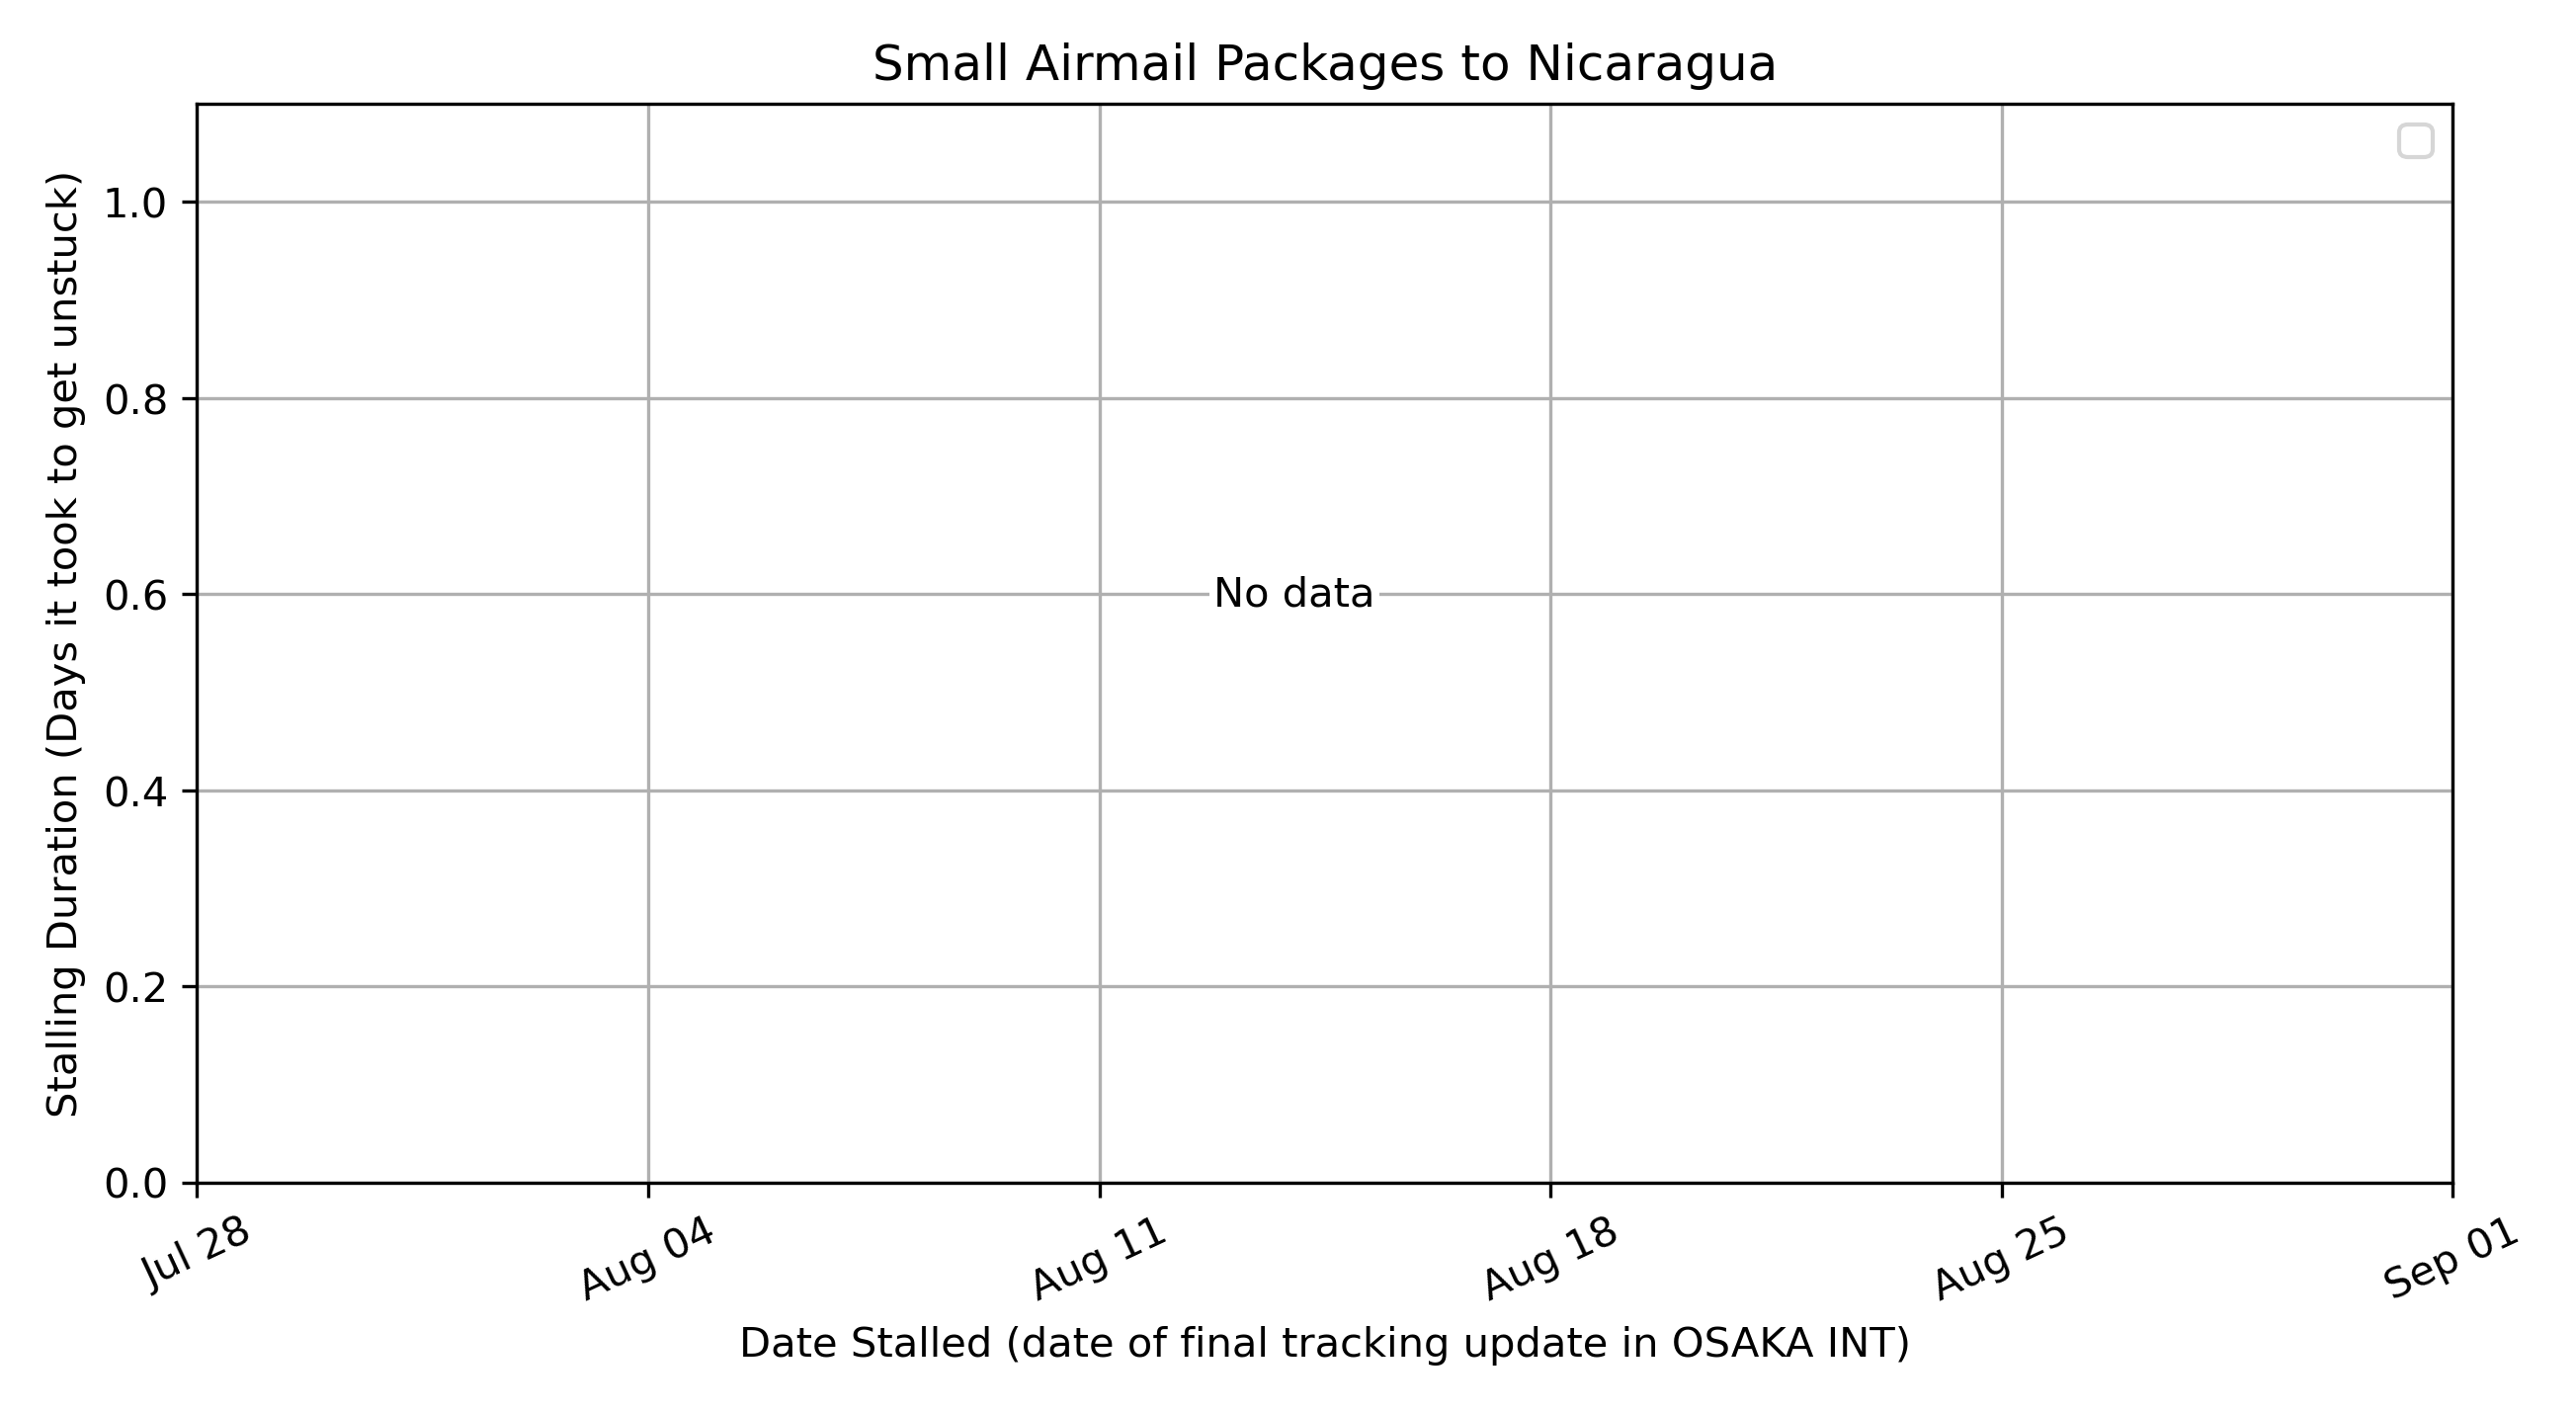 Small Airmail Packages to Nicaragua
Stalling Duration (Days it took to get unstuck)
1.0
0.8
0.6
0.4
0.2
0.0
No data
Jul 28
Aug 04
Aug 11
Aug 18
Aug 25
Sep 01
Date Stalled (date of final tracking update in OSAKA INT)